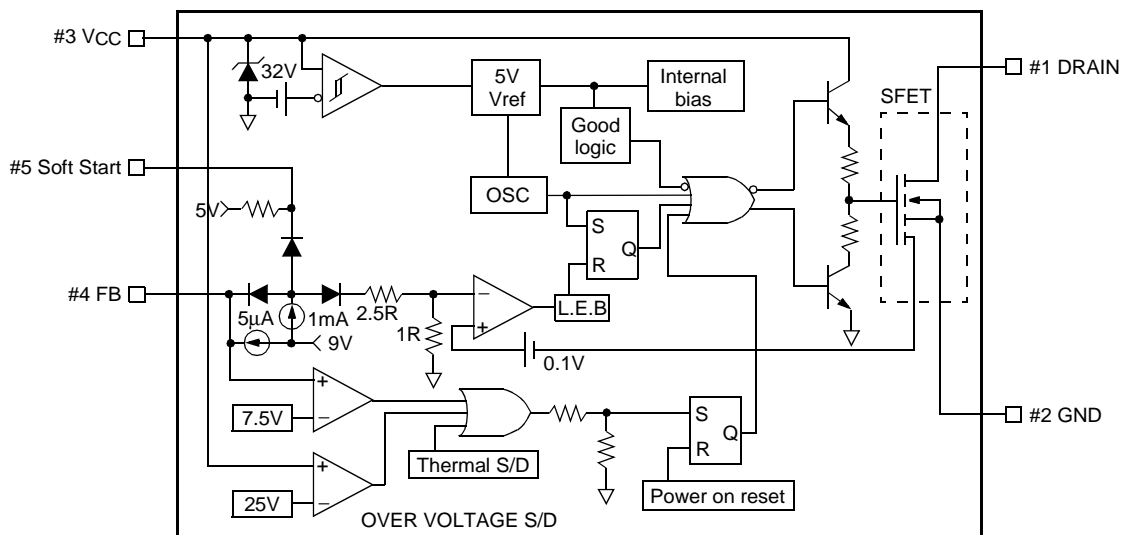 #3 VCC
32V
5V
Vref
Internal
bias
Good
logic
#1 DRAIN
SFET
#5 Soft Start
5V
OSC
S
R
Q
#4 FB
5μA
1mA
9V
2.5R
1R
−
+
L.E.B
0.1V
+
−
7.5V
Thermal S/D
S
R
Q
#2 GND
+
−
25V
Power on reset
OVER VOLTAGE S/D